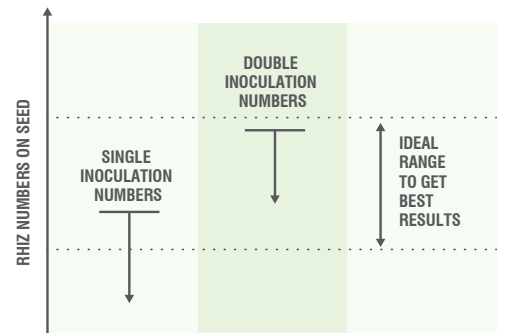 RHIZ NUMBERS ON SEED
SINGLE
INOCULATION
NUMBERS
DOUBLE
INOCULATION
NUMBERS
IDEAL
RANGE
TO GET
BEST
RESULTS